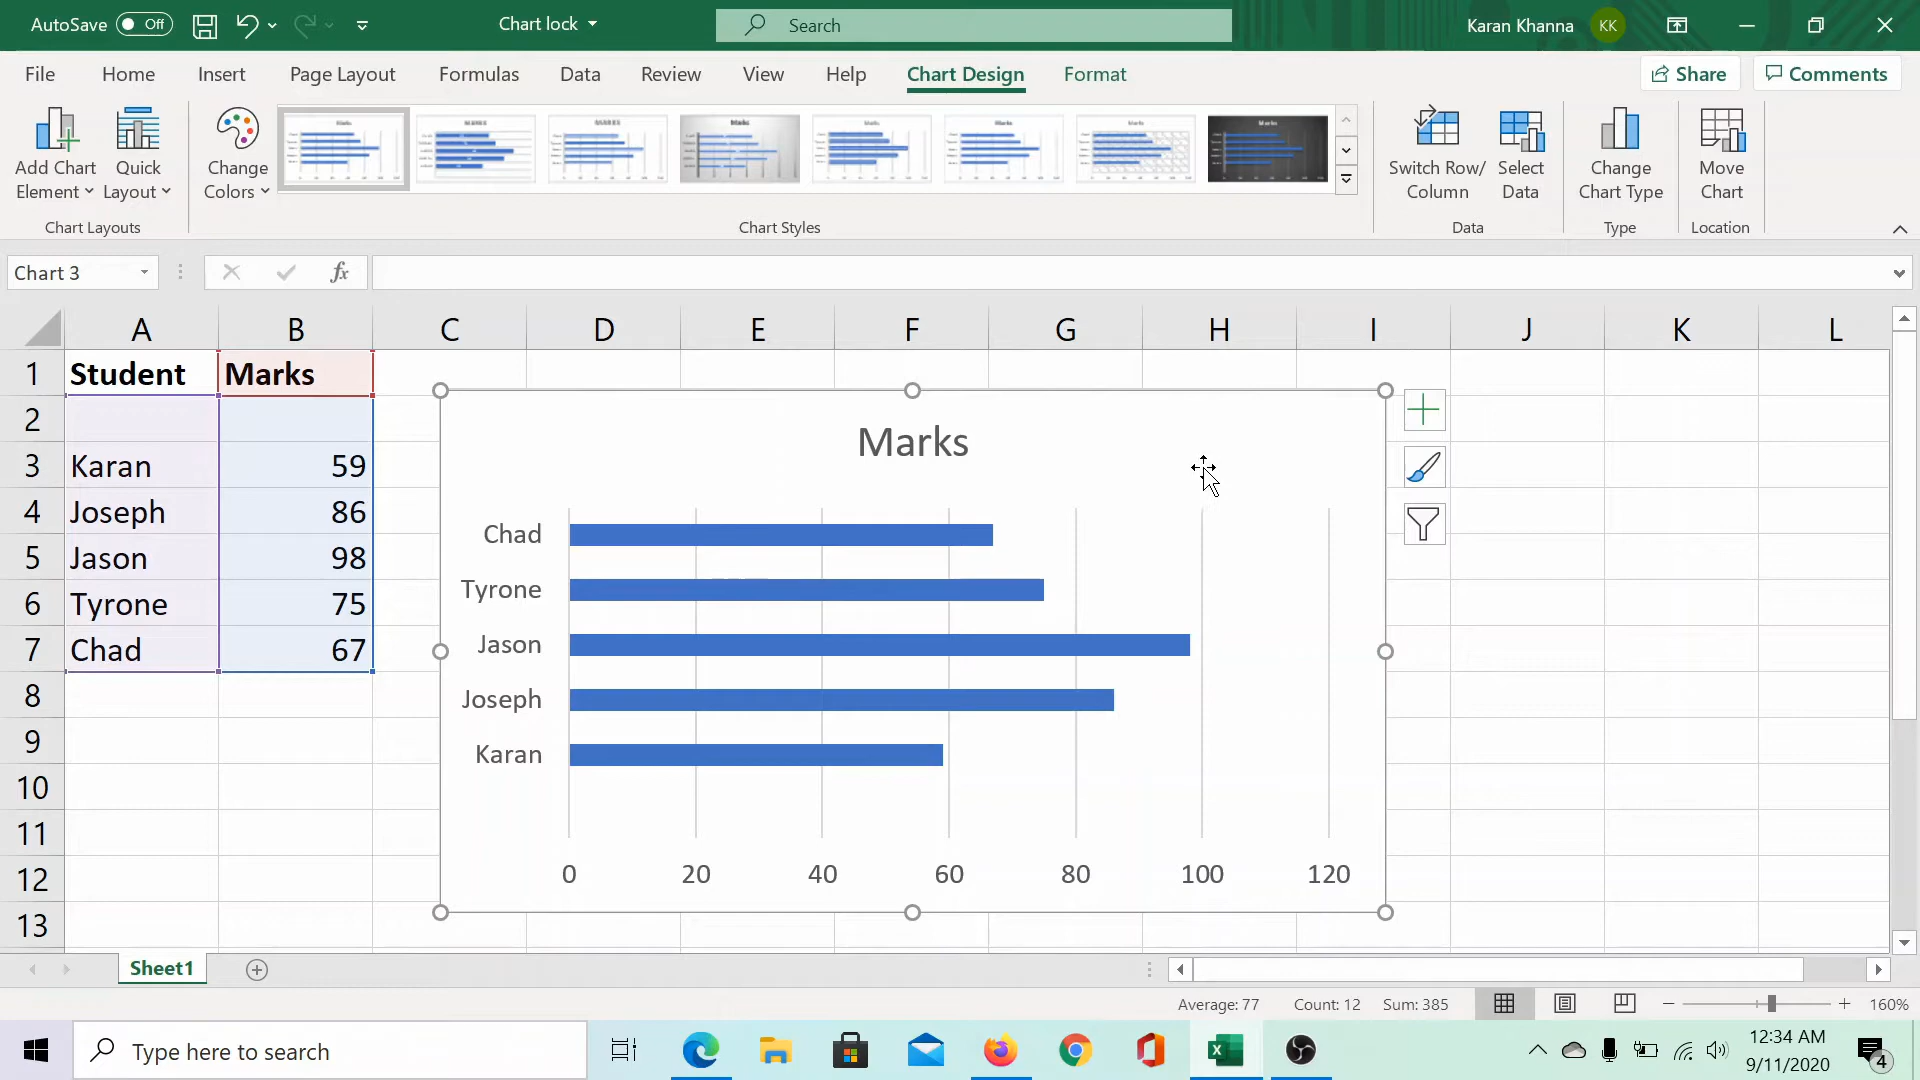 AutoSave Off Chart lock Search Karan Khanna KK
File Home Insert Page Layout Formulas Data Review View Help Chart Design Format Share Comments
Add Chart Element
Quick Layout
Change Colors
Switch Row/ Column
Select Data
Change Chart Type
Move Chart
Chart Layouts Chart Styles Data Type Location
Chart 3 fx
A B C D E F G H I J K L
1 Student Marks
2
3 Karan 59
4 Joseph 86
5 Jason 98
6 Tyrone 75
7 Chad 67
8
9
10
11
12
13
Marks
Chad
Tyrone
Jason
Joseph
Karan
0 20 40 60 80 100 120
Sheet1
Average: 77 Count: 12 Sum: 385 160%
Type here to search
12:34 AM
9/11/2020
4